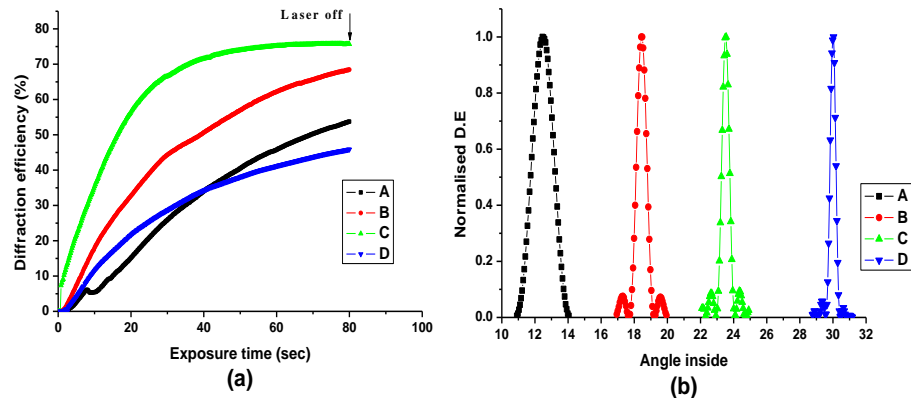 Laser off
80
70
60
50
40
30
20
10
0
Diffraction efficiency (%)
A
B
C
D
0 20 40 60 80 100
Exposure time (sec)
(a)
1.0
0.8
0.6
0.4
0.2
0.0
Normalised D.E
A
B
C
D
10 12 14 16 18 20 22 24 26 28 30 32
Angle inside
(b)